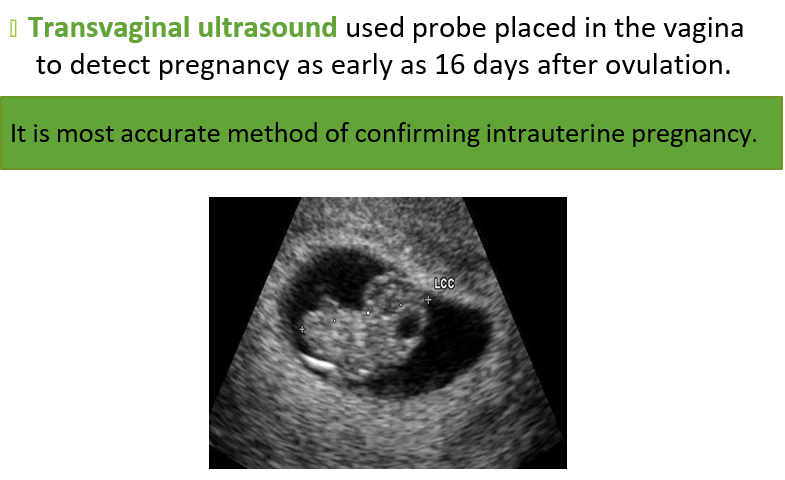 Transvaginal ultrasound used probe placed in the vagina
to detect pregnancy as early as 16 days after ovulation.
It is most accurate method of confirming intrauterine pregnancy.
LCC